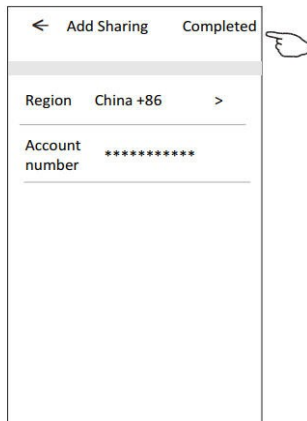 ← Add Sharing Completed
Region China +86 >
Account
number ***********